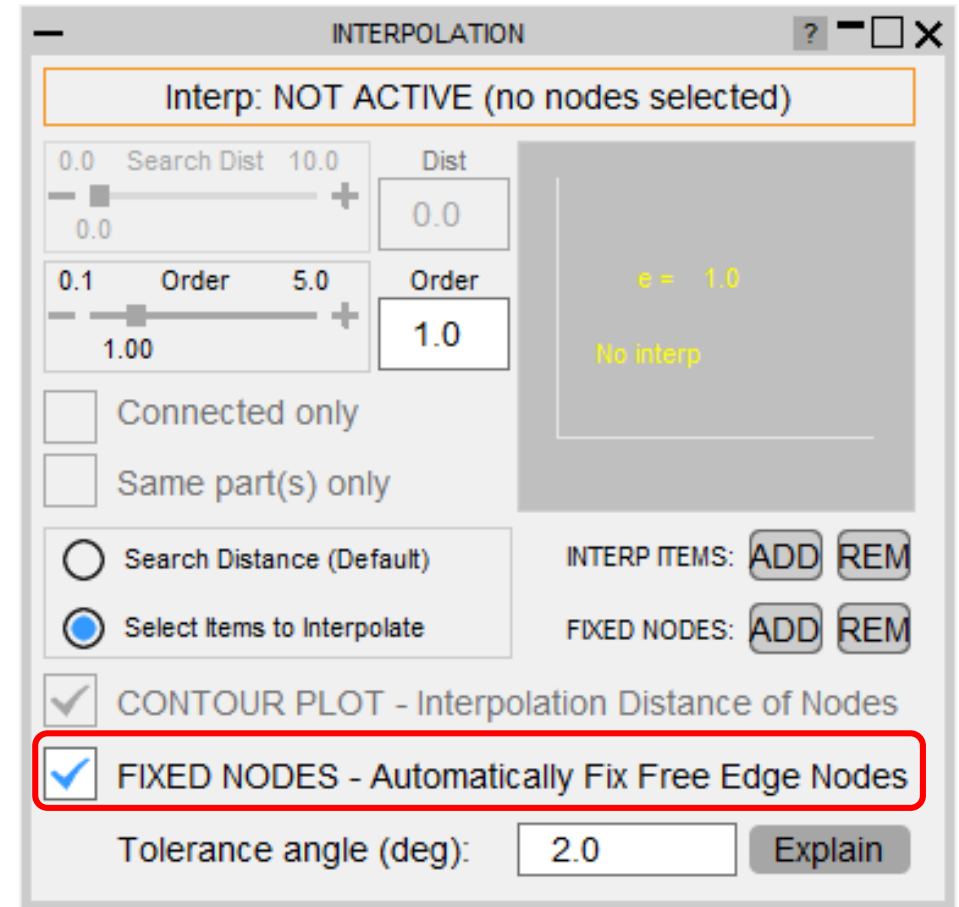 INTERPOLATION ?
Interp: NOT ACTIVE (no nodes selected)
0.0 Search Dist 10.0 Dist
0.0
0.0
0.1 Order 5.0 Order
1.0
1.00
e = 1.0
No interp
Connected only
Same part(s) only
Search Distance (Default)
Select Items to Interpolate
INTERP ITEMS: ADD REM
FIXED NODES: ADD REM
CONTOUR PLOT - Interpolation Distance of Nodes
FIXED NODES - Automatically Fix Free Edge Nodes
Tolerance angle (deg): 2.0 Explain